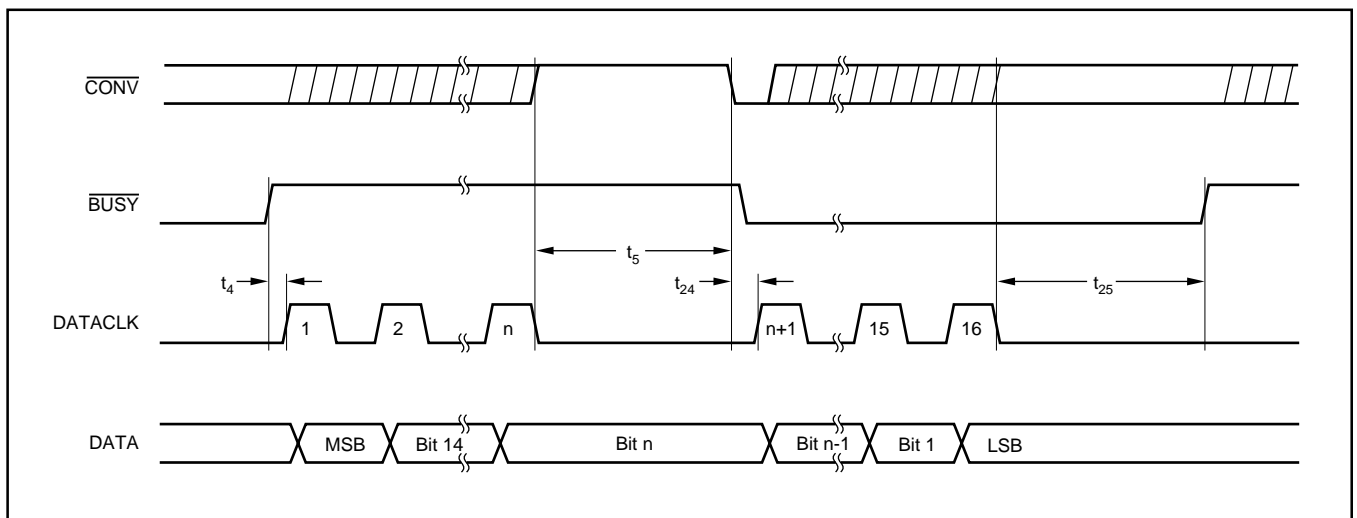 CONV
BUSY
t5
t4
t24
t25
DATACLK
1
2
n
n+1
15
16
DATA
MSB
Bit 14
Bit n
Bit n-1
Bit 1
LSB